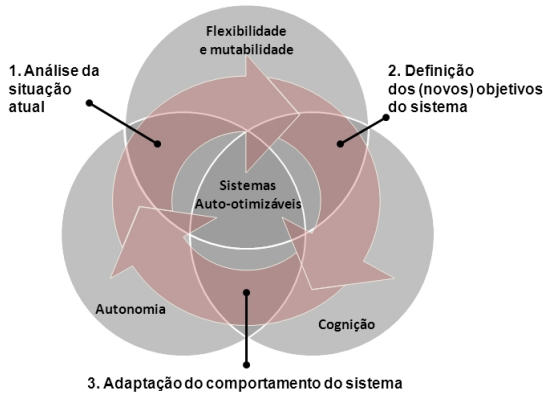 Flexibilidade
e mutabilidade
1. Análise da
situação
atual
2. Definição
dos (novos) objetivos
do sistema
Sistemas
Auto-otimizáveis
Autonomia
Cognição
3. Adaptação do comportamento do sistema